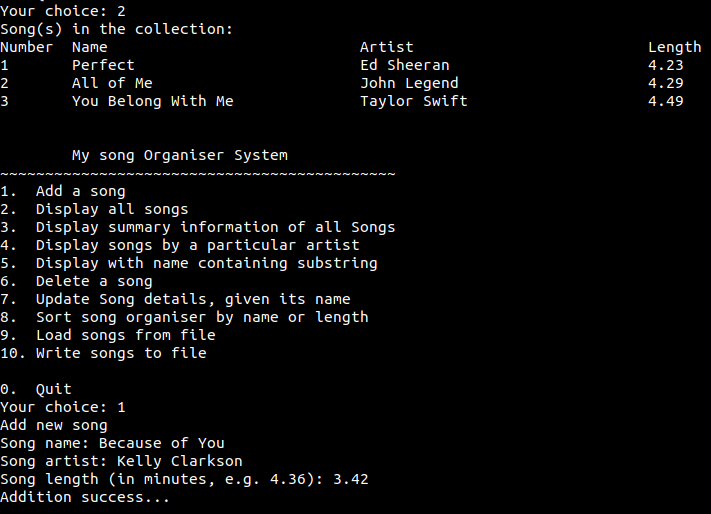 Your choice: 2
Song(s) in the collection:
Number  Name                            Artist                          Length
1       Perfect                         Ed Sheeran                      4.23
2       All of Me                       John Legend                     4.29
3       You Belong With Me              Taylor Swift                    4.49
        My song Organiser System
~~~~~~~~~~~~~~~~~~~~~~~~~~~~~~~~~~~~~~~~~~~~
1.  Add a song
2.  Display all songs
3.  Display summary information of all Songs
4.  Display songs by a particular artist
5.  Display with name containing substring
6.  Delete a song
7.  Update Song details, given its name
8.  Sort song organiser by name or length
9.  Load songs from file
10. Write songs to file
0.  Quit
Your choice: 1
Add new song
Song name: Because of You
Song artist: Kelly Clarkson
Song length (in minutes, e.g. 4.36): 3.42
Addition success...